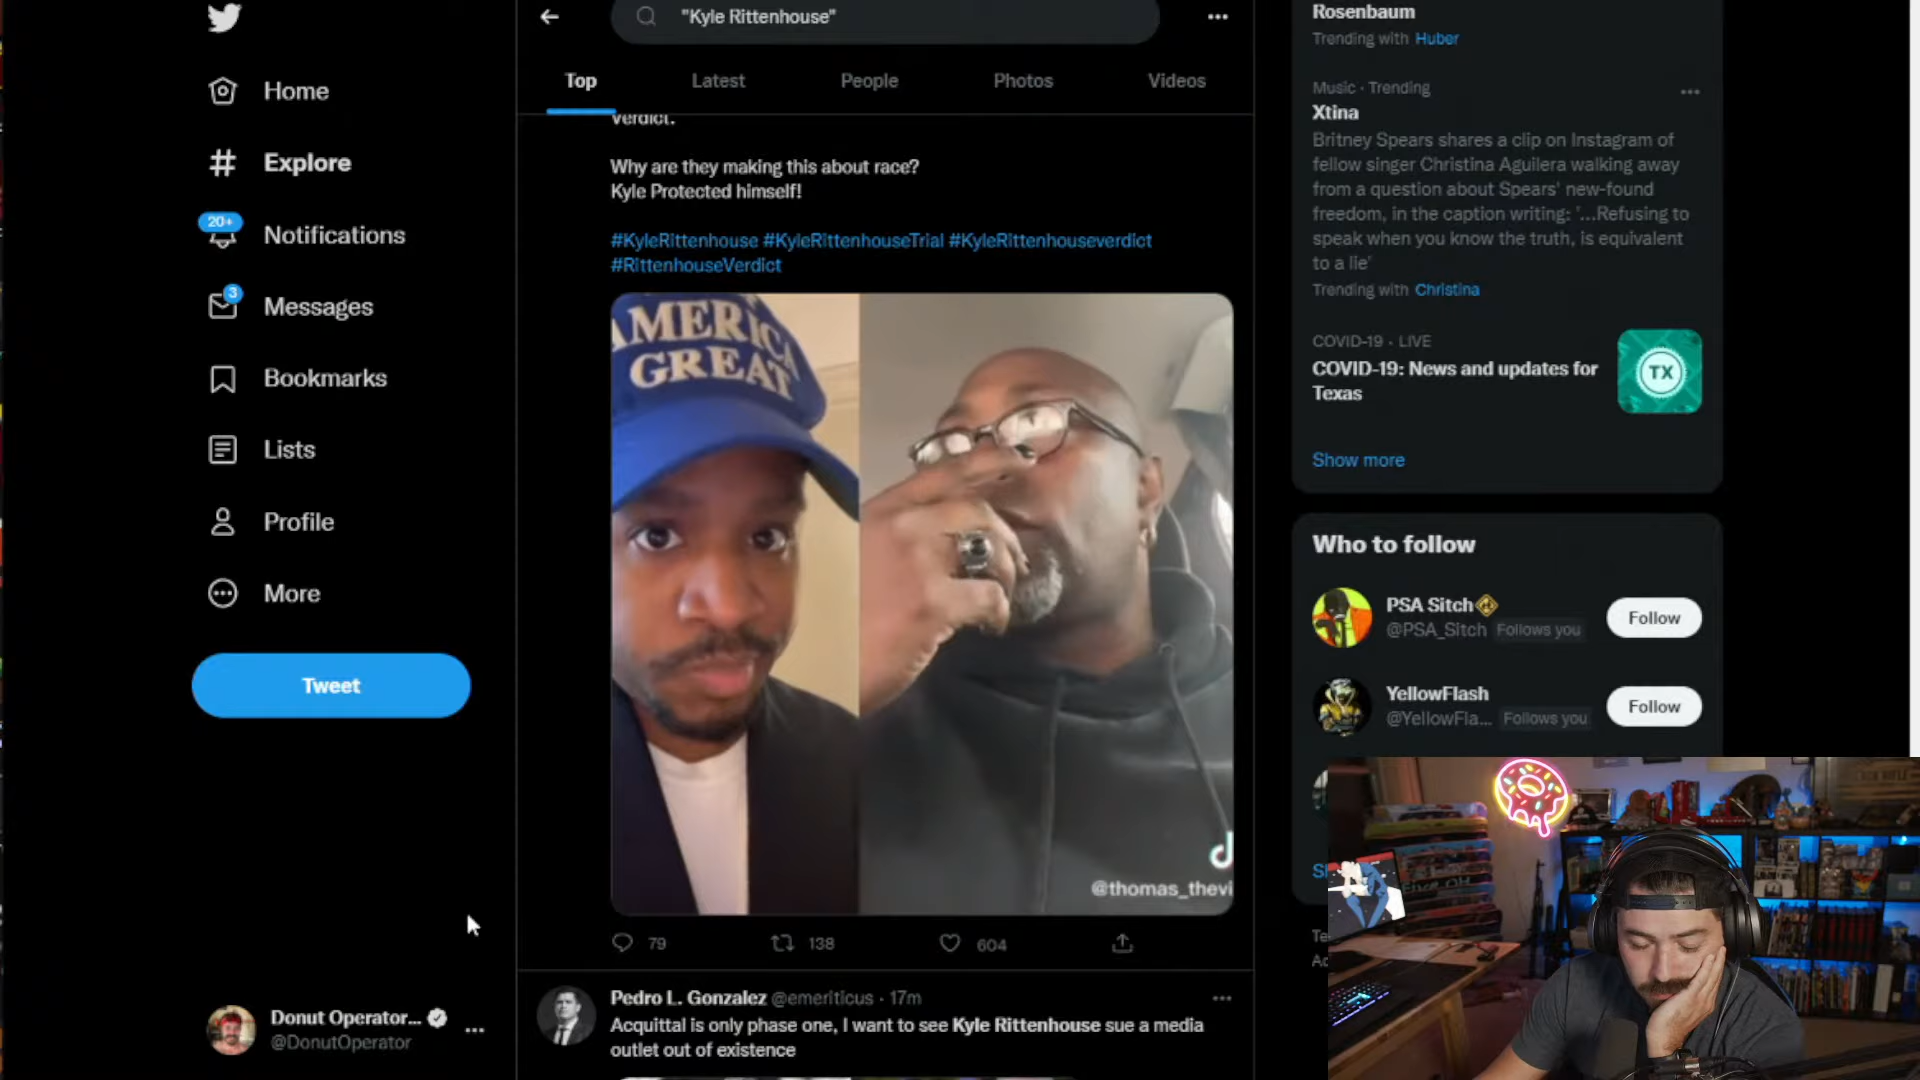 Home
Explore
20+
Notifications
3
Messages
Bookmarks
Lists
Profile
More
Tweet
Donut Operator...
@DonutOperator
"Kyle Rittenhouse"
Top
Latest
People
Photos
Videos
Verdict.
Why are they making this about race?
Kyle Protected himself!
#KyleRittenhouse #KyleRittenhouseTrial #KyleRittenhouseverdict
#RittenhouseVerdict
AMERICA
GREAT
@thomas_thevi
79
138
604
Pedro L. Gonzalez @emeriticus · 17m
Acquittal is only phase one, I want to see Kyle Rittenhouse sue a media
outlet out of existence
Rosenbaum
Trending with Huber
Music · Trending
Xtina
Britney Spears shares a clip on Instagram of
fellow singer Christina Aguilera walking away
from a question about Spears' new-found
freedom, in the caption writing: '...Refusing to
speak when you know the truth, is equivalent
to a lie'
Trending with Christina
COVID-19 · LIVE
COVID-19: News and updates for
Texas
TX
Show more
Who to follow
PSA Sitch
@PSA_Sitch Follows you
Follow
YellowFlash
@YellowFla... Follows you
Follow